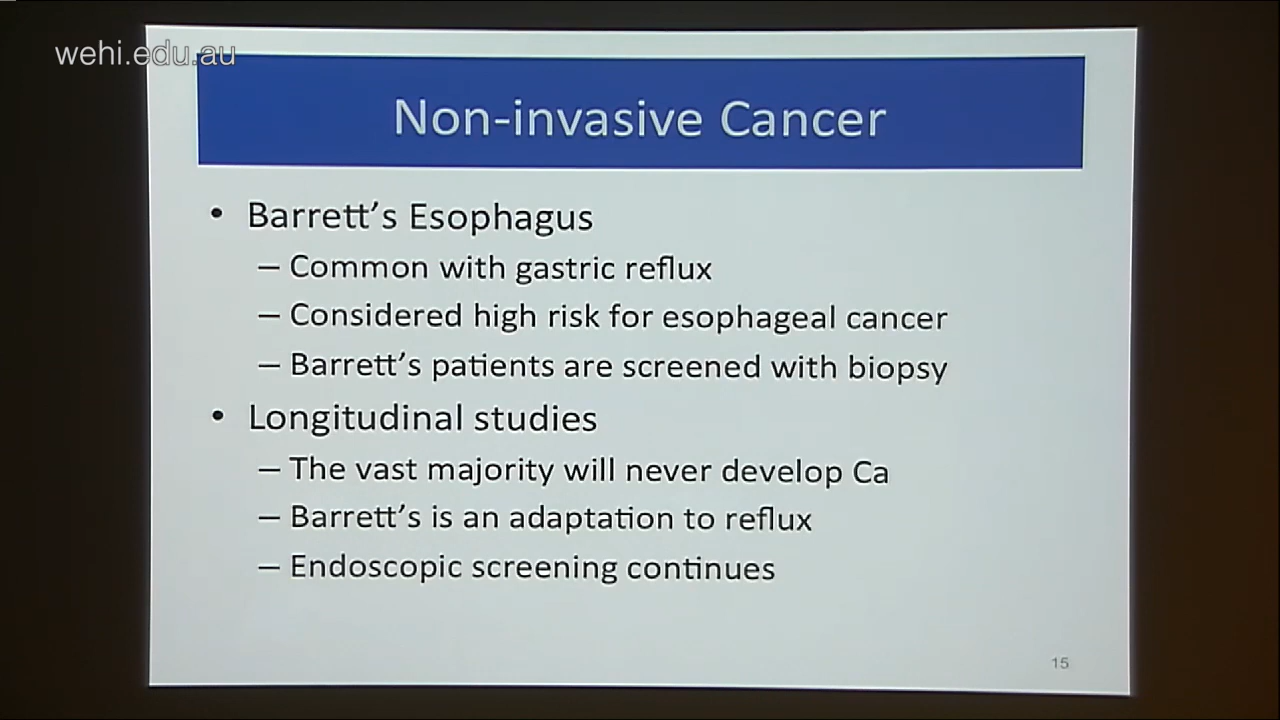 wehi.edu.au
Non-invasive Cancer
• Barrett's Esophagus
– Common with gastric reflux
– Considered high risk for esophageal cancer
– Barrett's patients are screened with biopsy
• Longitudinal studies
– The vast majority will never develop Ca
– Barrett's is an adaptation to reflux
– Endoscopic screening continues
15